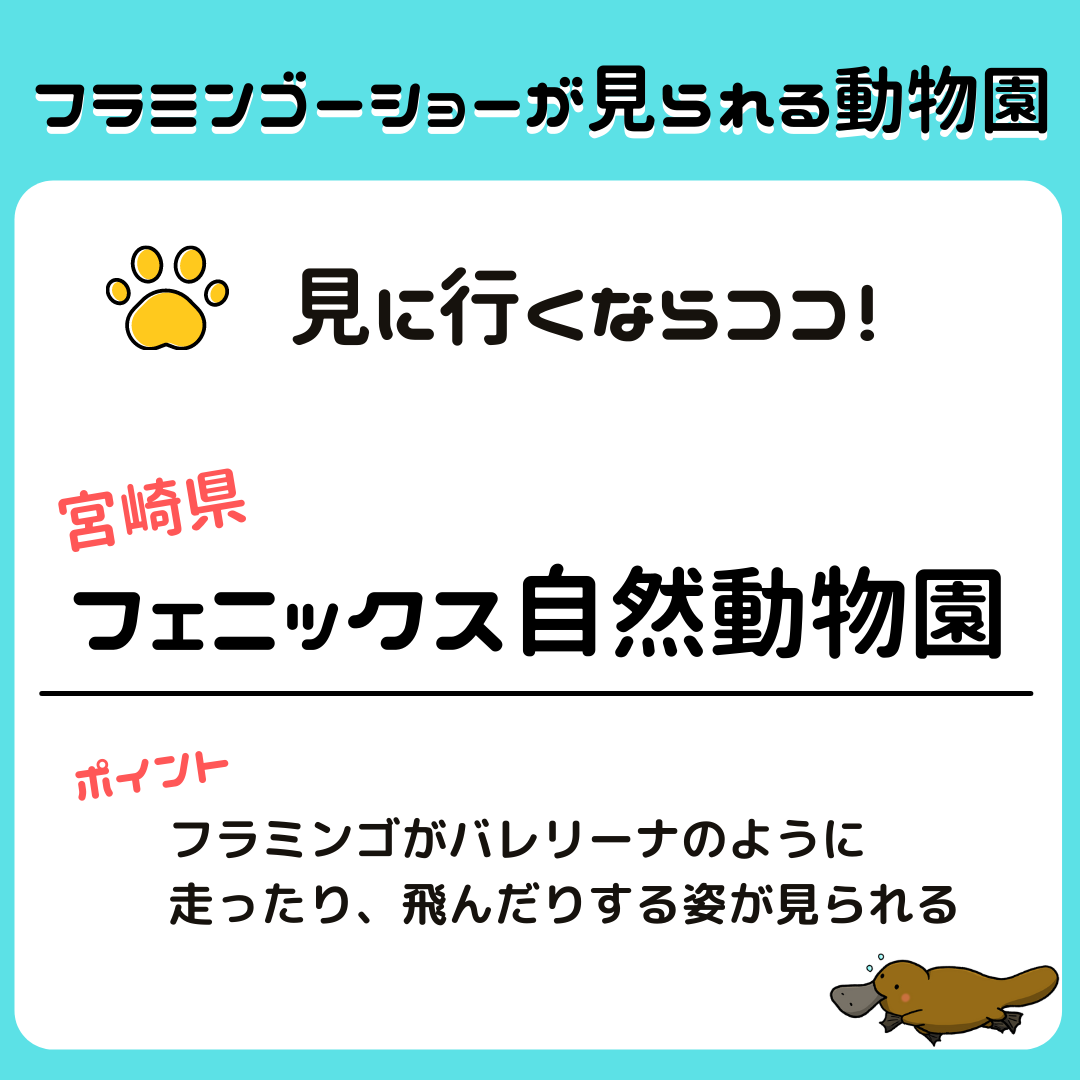 フラミンゴーショーが見られる動物園
見に行くならココ!
宮崎県
フェニックス自然動物園
ポイント
フラミンゴがバレリーナのように
走ったり、飛んだりする姿が見られる